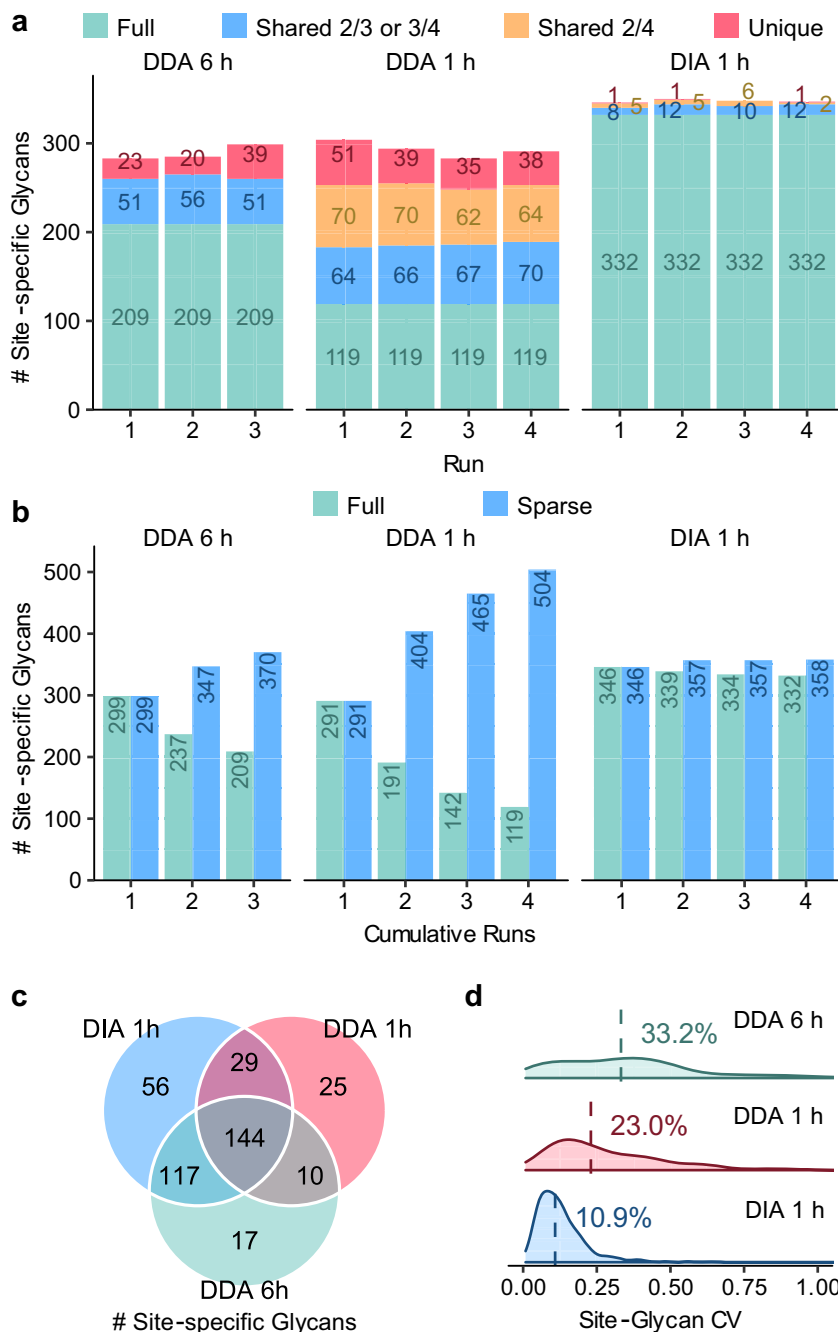 a
Full Shared 2/3 or 3/4 Shared 2/4 Unique
DDA 6 h DDA 1 h DIA 1 h
# Site -specific Glycans
300
200
100
0
23 20 39
51 56 51
209 209 209
51 39 35 38
70 70 62 64
64 66 67 70
119 119 119 119
1 1 6 1
5 5 2
8 12 10 12
332 332 332 332
1 2 3 1 2 3 4 1 2 3 4
Run
b
Full Sparse
DDA 6 h DDA 1 h DIA 1 h
# Site -specific Glycans
500
400
300
200
100
0
299 299 237 347 209 370
291 291 191 404 142 465 119 504
346 346 339 357 334 357 332 358
1 2 3 1 2 3 4 1 2 3 4
Cumulative Runs
c
DIA 1h DDA 1h
29
56 25
144
117 10
17
DDA 6h
# Site-specific Glycans
d
DDA 6 h
33.2%
DDA 1 h
23.0%
DIA 1 h
10.9%
0.00 0.25 0.50 0.75 1.00
Site-Glycan CV